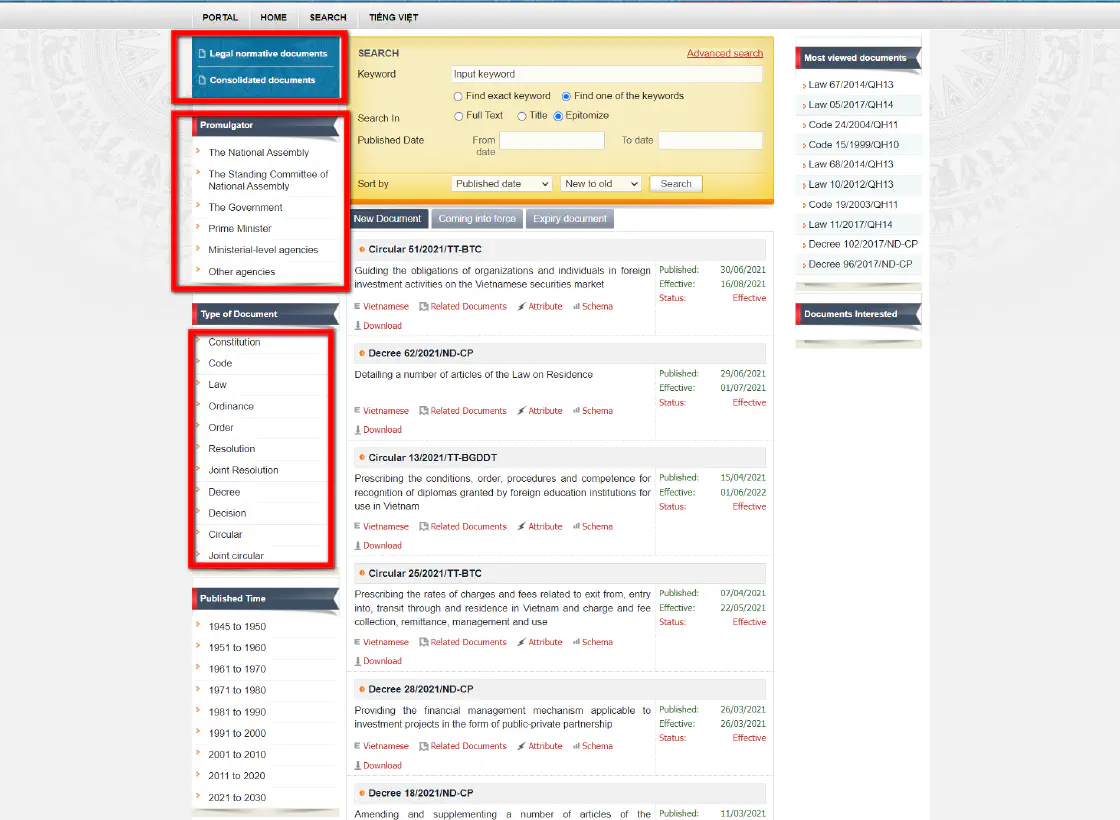 PORTAL HOME SEARCH TIẾNG VIỆT
Legal normative documents
Consolidated documents
Promulgator
The National Assembly
The Standing Committee of
National Assembly
The Government
Prime Minister
Ministerial-level agencies
Other agencies
Type of Document
Constitution
Code
Law
Ordinance
Order
Resolution
Joint Resolution
Decree
Decision
Circular
Joint circular
Published Time
1945 to 1950
1951 to 1960
1961 to 1970
1971 to 1980
1981 to 1990
1991 to 2000
2001 to 2010
2011 to 2020
2021 to 2030
SEARCH Advanced search
Keyword Input keyword
Find exact keyword Find one of the keywords
Search In Full Text Title Epitomize
Published Date From date To date
Sort by Published date New to old Search
New Document Coming into force Expiry document
Circular 51/2021/TT-BTC
Guiding the obligations of organizations and individuals in foreign
investment activities on the Vietnamese securities market
Published: 30/06/2021
Effective: 16/08/2021
Status: Effective
Vietnamese Related Documents Attribute Schema
Download
Decree 62/2021/ND-CP
Detailing a number of articles of the Law on Residence
Published: 29/06/2021
Effective: 01/07/2021
Status: Effective
Vietnamese Related Documents Attribute Schema
Download
Circular 13/2021/TT-BGDDT
Prescribing the conditions, order, procedures and competence for
recognition of diplomas granted by foreign education institutions for
use in Vietnam
Published: 15/04/2021
Effective: 01/06/2022
Status: Effective
Vietnamese Related Documents Attribute Schema
Download
Circular 25/2021/TT-BTC
Prescribing the rates of charges and fees related to exit from, entry
into, transit through and residence in Vietnam and charge and fee
collection, remittance, management and use
Published: 07/04/2021
Effective: 22/05/2021
Status: Effective
Vietnamese Related Documents Attribute Schema
Download
Decree 28/2021/ND-CP
Providing the financial management mechanism applicable to
investment projects in the form of public-private partnership
Published: 26/03/2021
Effective: 26/03/2021
Status: Effective
Vietnamese Related Documents Attribute Schema
Download
Decree 18/2021/ND-CP
Amending and supplementing a number of articles of the
Published: 11/03/2021
Most viewed documents
Law 67/2014/QH13
Law 05/2017/QH14
Code 24/2004/QH11
Code 15/1999/QH10
Law 68/2014/QH13
Law 10/2012/QH13
Code 19/2003/QH11
Law 11/2017/QH14
Decree 102/2017/ND-CP
Decree 96/2017/ND-CP
Documents Interested